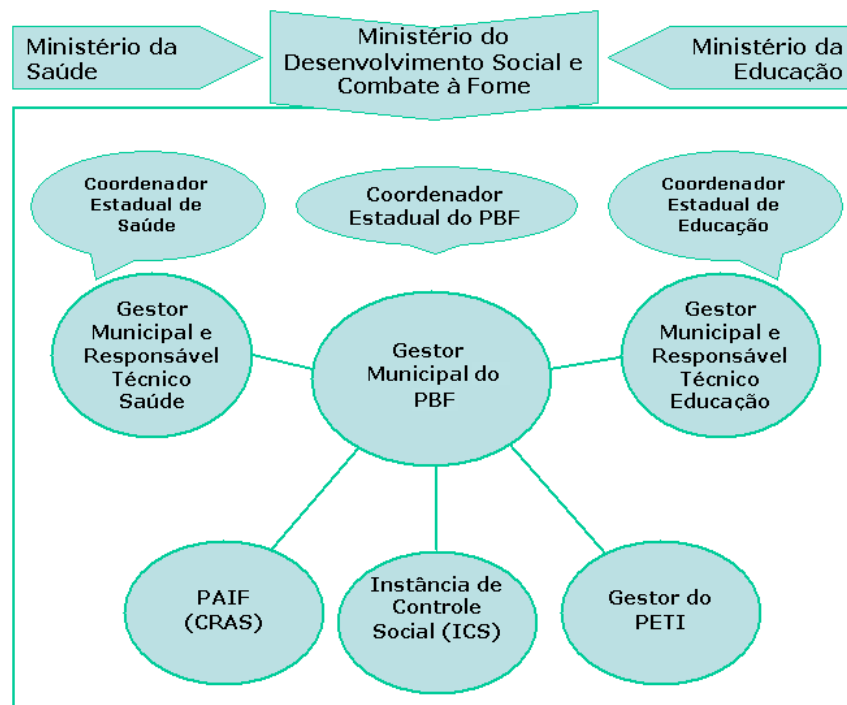 Ministério da
Saúde
Ministério do
Desenvolvimento Social e
Combate à Fome
Ministério da
Educação
Coordenador
Estadual de
Saúde
Coordenador
Estadual do PBF
Coordenador
Estadual de
Educação
Gestor
Municipal e
Responsável
Técnico
Saúde
Gestor
Municipal do
PBF
Gestor
Municipal e
Responsável
Técnico
Educação
PAIF
(CRAS)
Instância de
Controle
Social (ICS)
Gestor do
PETI